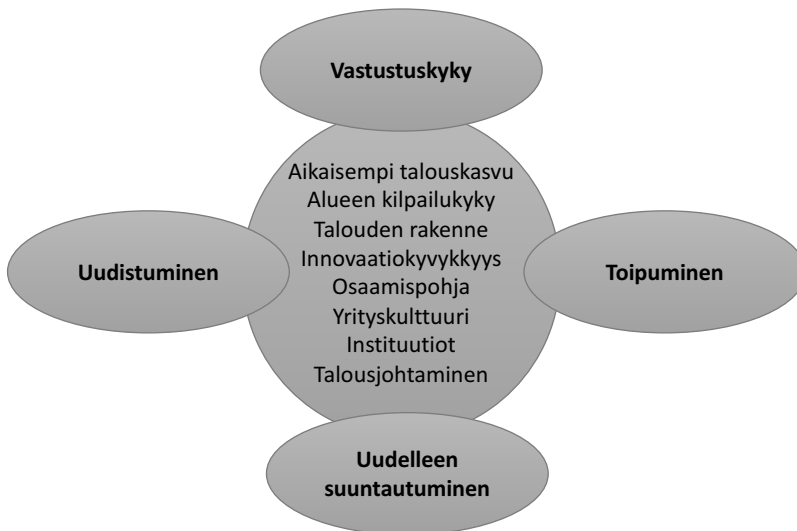 Vastustuskyky
Aikaisempi talouskasvu
Alueen kilpailukyky
Talouden rakenne
Innovaatiokyvykkyys
Osaamispohja
Yrityskulttuuri
Instituutiot
Talousjohtaminen
Uudistuminen
Toipuminen
Uudelleen
suuntautuminen